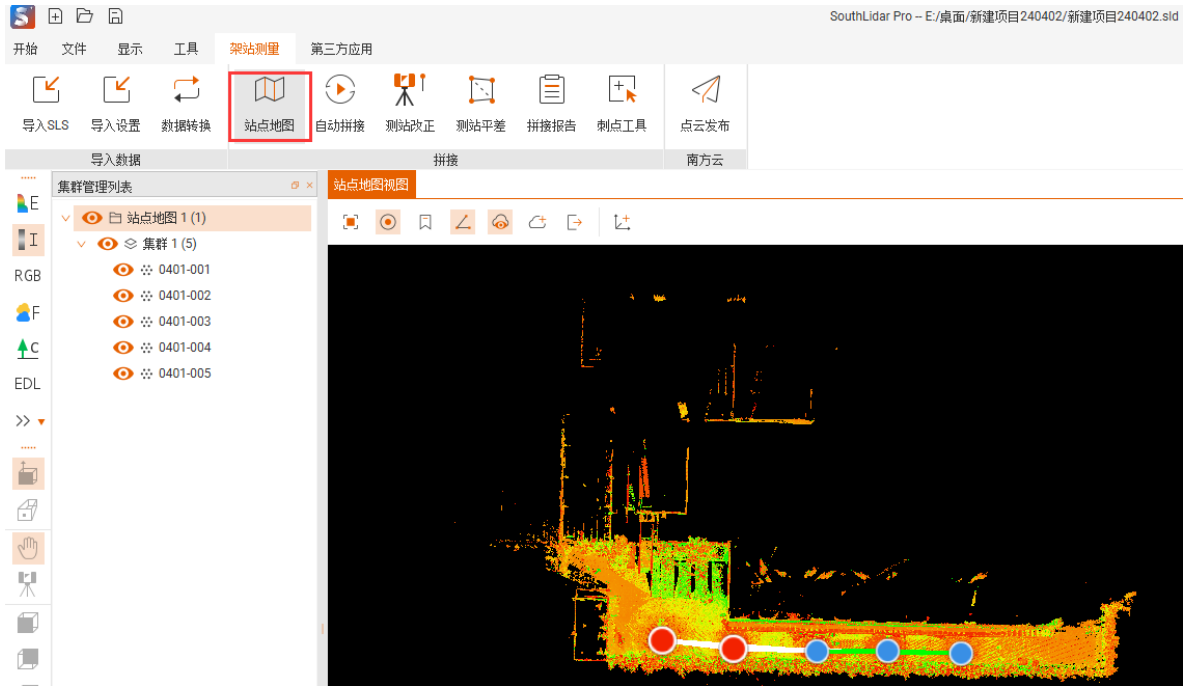 SouthLidar Pro – E:/桌面/新建项目240402/新建项目240402.sld
开始 文件 显示 工具 架站测量 第三方应用
导入SLS 导入设置 数据转换 站点地图 自动拼接 测站改正 测站平差 拼接报告 刺点工具 点云发布
导入数据 拼接 南方云
集群管理列表 站点地图视图
E
站点地图 1 (1)
I
集群 1 (5)
0401-001
RGB
0401-002
F
0401-003
C
0401-004
0401-005
EDL